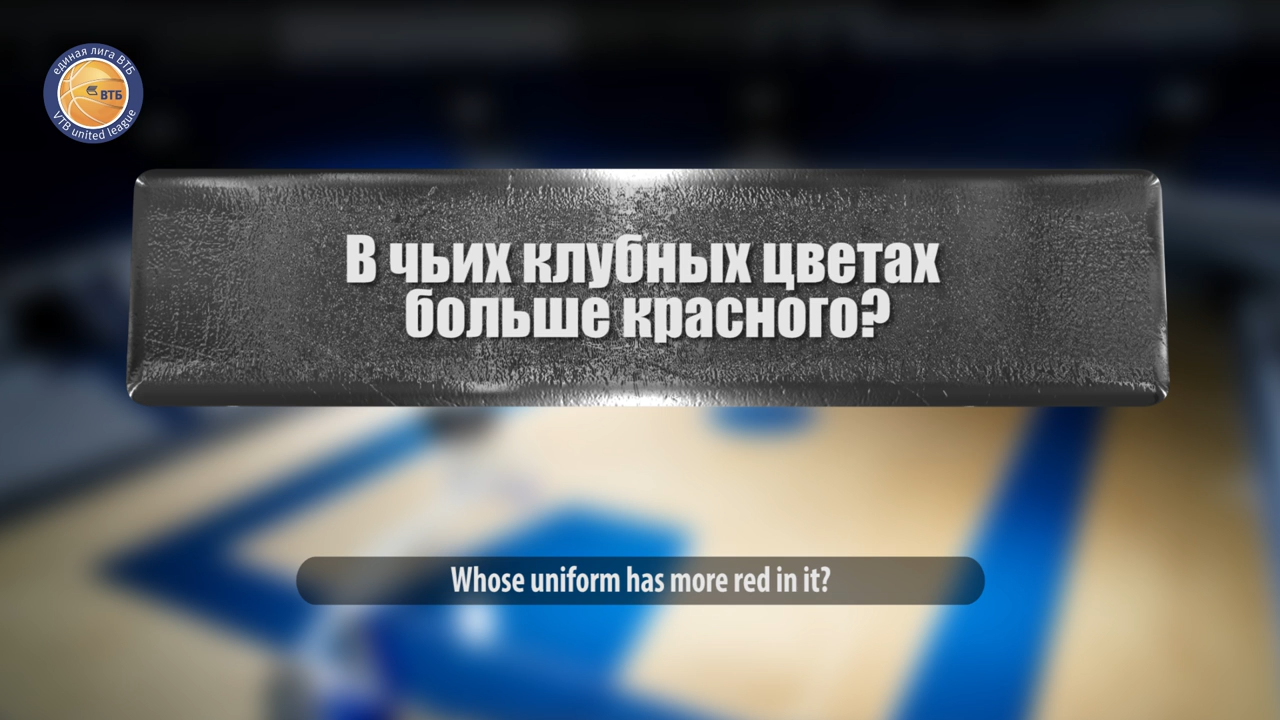 единая лига ВТБ
ВТБ
VTB united league
В чьих клубных цветах
больше красного?
Whose uniform has more red in it?